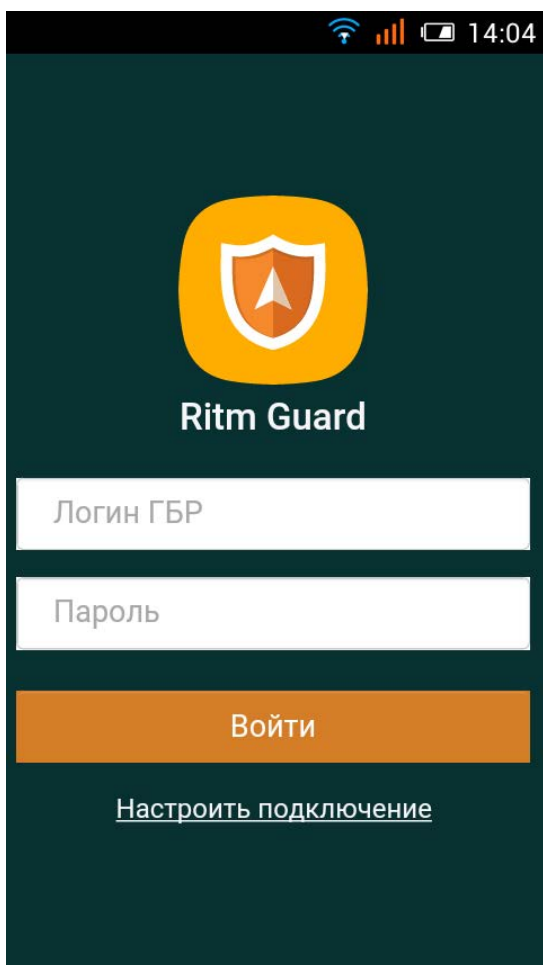 14:04
Ritm Guard
Логин ГБР
Пароль
Войти
Настроить подключение